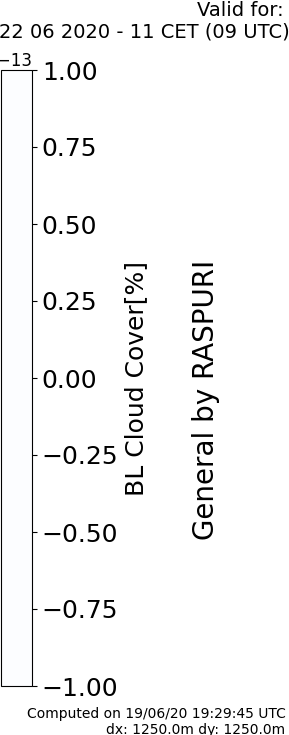 Valid for:
22 06 2020 - 11 CET (09 UTC)
−13
1.00
0.75
0.50
0.25
0.00
−0.25
−0.50
−0.75
−1.00
BL Cloud Cover[%]
General by RASPURI
Computed on 19/06/20 19:29:45 UTC
dx: 1250.0m dy: 1250.0m